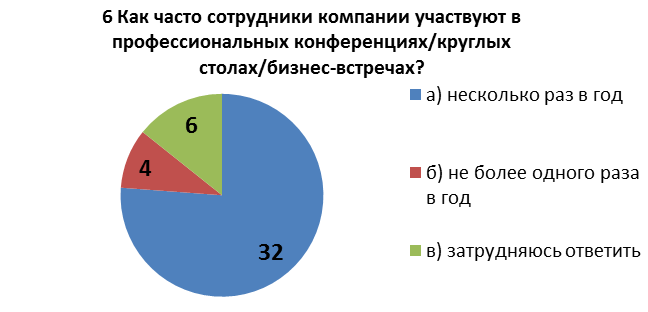 6 Как часто сотрудники компании участвуют в
профессиональных конференциях/круглых
столах/бизнес-встречах?
а) несколько раз в год
6
4
б) не более одного раза
в год
32
в) затрудняюсь ответить